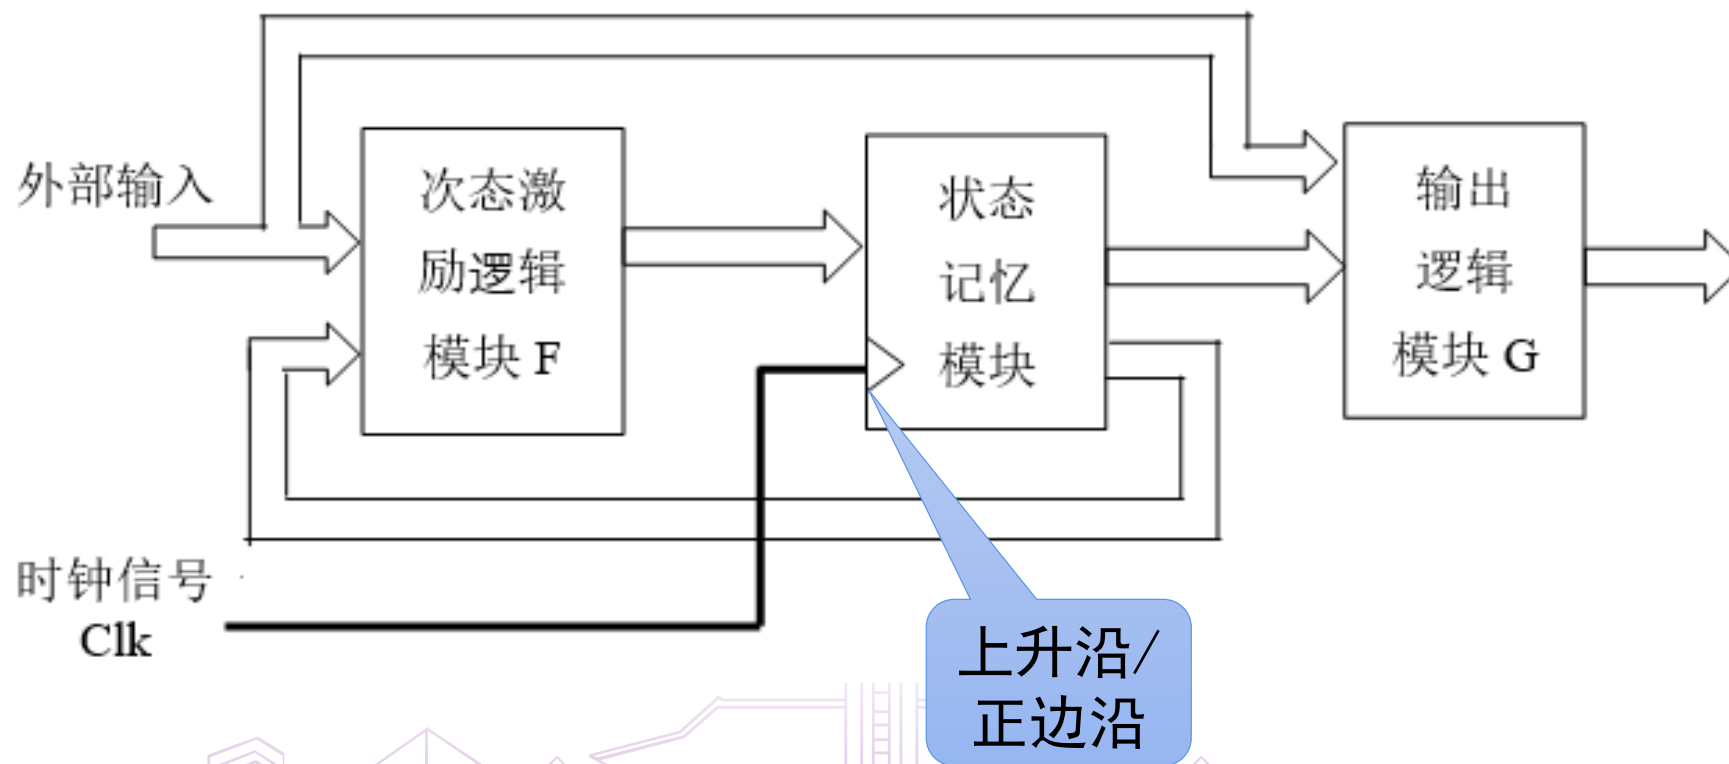 外部输入
次态激
励逻辑
模块 F
状态
记忆
模块
输出
逻辑
模块 G
时钟信号
Clk
上升沿/
正边沿